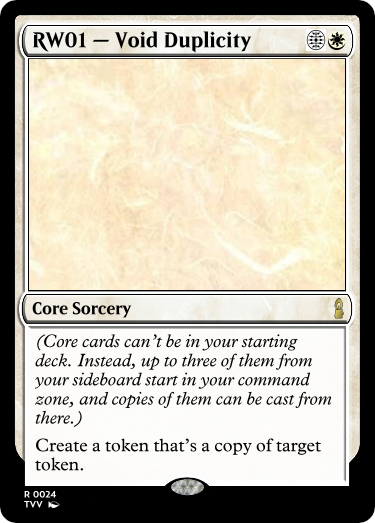 RW01 — Void Duplicity
Core Sorcery
(Core cards can't be in your starting
deck. Instead, up to three of them from
your sideboard start in your command
zone, and copies of them can be cast from
there.)
Create a token that's a copy of target
token.
R 0024
TVV